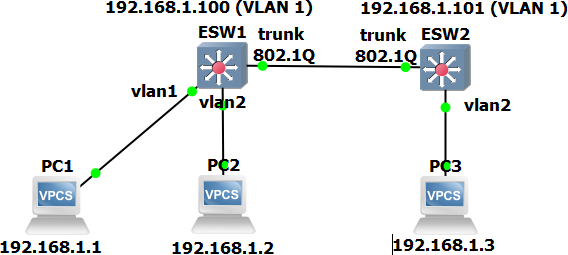 192.168.1.100 (VLAN 1)
192.168.1.101 (VLAN 1)
ESW1
trunk
802.1Q
trunk
802.1Q
ESW2
vlan1
vlan2
vlan2
PC1
PC2
PC3
VPCS
VPCS
VPCS
192.168.1.1
192.168.1.2
192.168.1.3